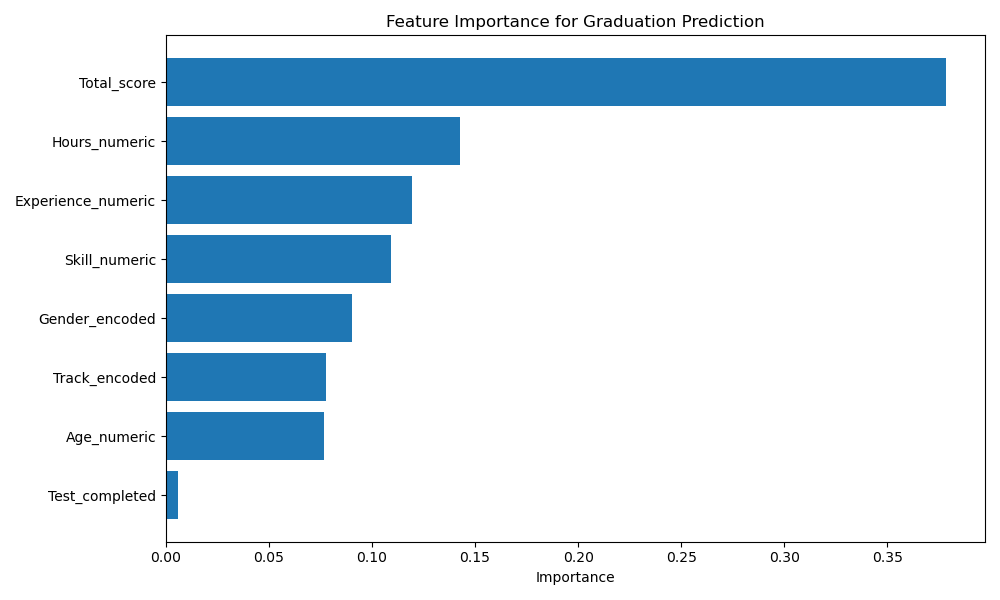 Feature Importance for Graduation Prediction
Total_score
Hours_numeric
Experience_numeric
Skill_numeric
Gender_encoded
Track_encoded
Age_numeric
Test_completed
0.00 0.05 0.10 0.15 0.20 0.25 0.30 0.35
Importance